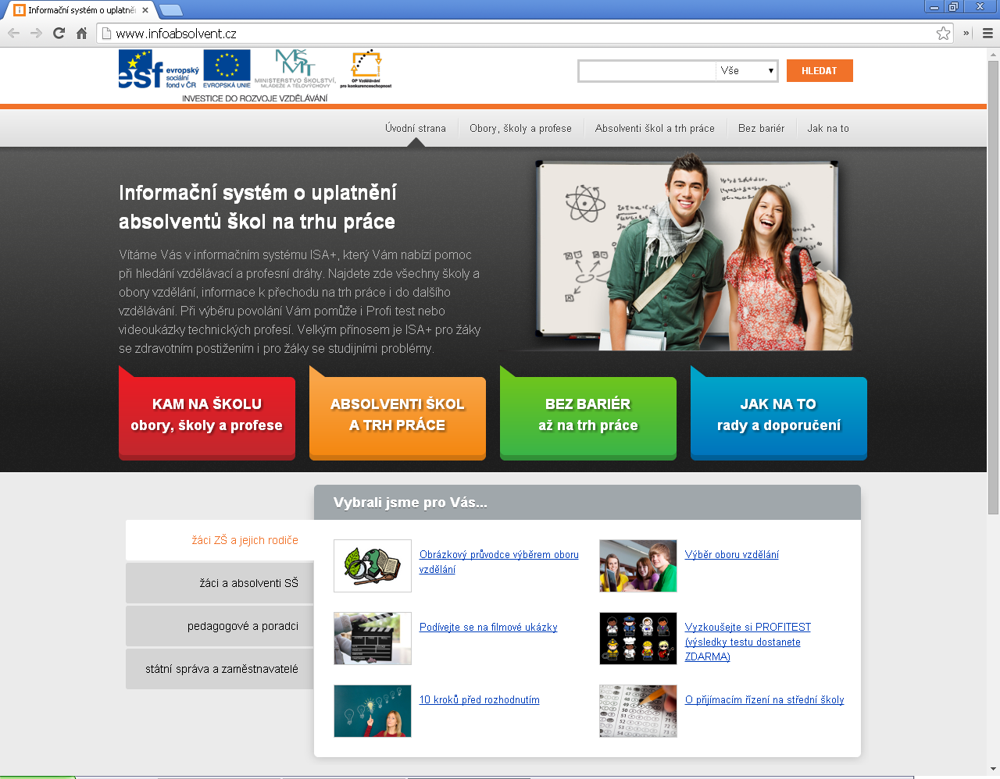 Informační systém o uplatně
www.infoabsolvent.cz
esf evropský
sociální
fond v ČR
EVROPSKÁ UNIE
MINISTERSTVO ŠKOLSTVÍ,
MLÁDEŽE A TĚLOVÝCHOVY
OP Vzdělávání
pro konkurenceschopnost
INVESTICE DO ROZVOJE VZDĚLÁVÁNÍ
Vše
HLEDAT
Úvodní strana
Obory, školy a profese
Absolventi škol a trh práce
Bez bariér
Jak na to
Informační systém o uplatnění
absolventů škol na trhu práce
Vítáme Vás v informačním systému ISA+, který Vám nabízí pomoc
při hledání vzdělávací a profesní dráhy. Najdete zde všechny školy a
obory vzdělání, informace k přechodu na trh práce i do dalšího
vzdělávání. Při výběru povolání Vám pomůže i Profi test nebo
videoukázky technických profesí. Velkým přínosem je ISA+ pro žáky
se zdravotním postižením i pro žáky se studijními problémy.
KAM NA ŠKOLU
obory, školy a profese
ABSOLVENTI ŠKOL
A TRH PRÁCE
BEZ BARIÉR
až na trh práce
JAK NA TO
rady a doporučení
Vybrali jsme pro Vás...
žáci ZŠ a jejich rodiče
žáci a absolventi SŠ
pedagogové a poradci
státní správa a zaměstnavatelé
Obrázkový průvodce výběrem oboru
vzdělání
Výběr oboru vzdělání
Podívejte se na filmové ukázky
Vyzkoušejte si PROFITEST
(výsledky testu dostanete
ZDARMA)
10 kroků před rozhodnutím
O přijímacím řízení na střední školy